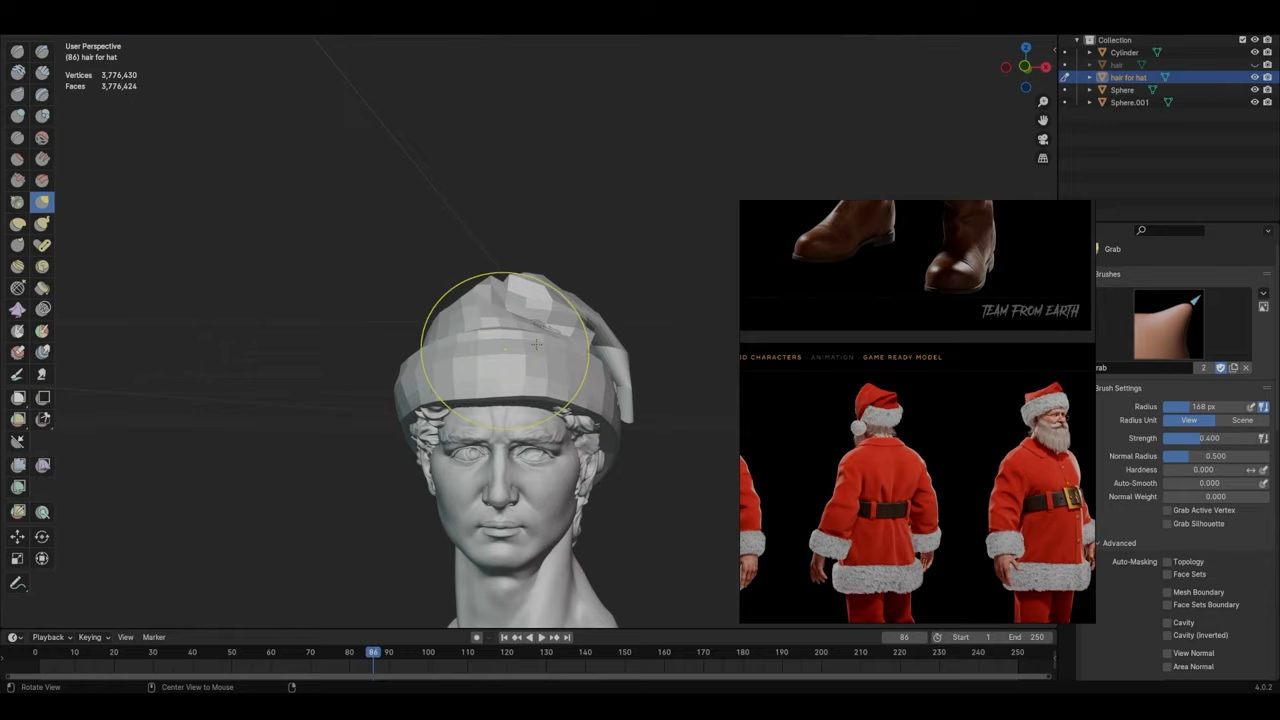 User Perspective
(86) hair for hat
Vertices 3,776,430
Faces 3,776,424
Z
X
Collection
Cylinder
hair
hair for hat
Sphere
Sphere.001
TEAM FROM EARTH
CHARACTERS · ANIMATION · GAME READY MODEL
Grab
Brushes
rab 2
Brush Settings
Radius 168 px
Radius Unit View Scene
Strength 0.400
Normal Radius 0.500
Hardness 0.000
Auto-Smooth 0.000
Normal Weight 0.000
Grab Active Vertex
Grab Silhouette
Advanced
Auto-Masking Topology
Face Sets
Mesh Boundary
Face Sets Boundary
Cavity
Cavity (inverted)
View Normal
Area Normal
Playback Keying View Marker 86 Start 1 End 250
0 10 20 30 40 50 60 70 80 86 90 100 110 120 130 140 150 160 170 180 190 200 210 220 230 240 250
Rotate View Center View to Mouse 4.0.2